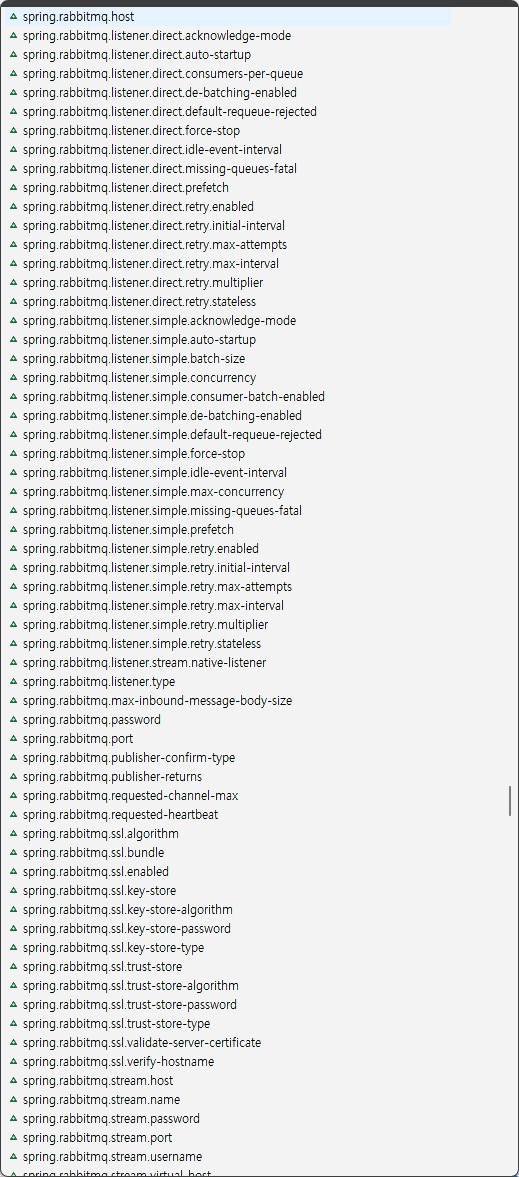 spring.rabbitmq.host
spring.rabbitmq.listener.direct.acknowledge-mode
spring.rabbitmq.listener.direct.auto-startup
spring.rabbitmq.listener.direct.consumers-per-queue
spring.rabbitmq.listener.direct.de-batching-enabled
spring.rabbitmq.listener.direct.default-requeue-rejected
spring.rabbitmq.listener.direct.force-stop
spring.rabbitmq.listener.direct.idle-event-interval
spring.rabbitmq.listener.direct.missing-queues-fatal
spring.rabbitmq.listener.direct.prefetch
spring.rabbitmq.listener.direct.retry.enabled
spring.rabbitmq.listener.direct.retry.initial-interval
spring.rabbitmq.listener.direct.retry.max-attempts
spring.rabbitmq.listener.direct.retry.max-interval
spring.rabbitmq.listener.direct.retry.multiplier
spring.rabbitmq.listener.direct.retry.stateless
spring.rabbitmq.listener.simple.acknowledge-mode
spring.rabbitmq.listener.simple.auto-startup
spring.rabbitmq.listener.simple.batch-size
spring.rabbitmq.listener.simple.concurrency
spring.rabbitmq.listener.simple.consumer-batch-enabled
spring.rabbitmq.listener.simple.de-batching-enabled
spring.rabbitmq.listener.simple.default-requeue-rejected
spring.rabbitmq.listener.simple.force-stop
spring.rabbitmq.listener.simple.idle-event-interval
spring.rabbitmq.listener.simple.max-concurrency
spring.rabbitmq.listener.simple.missing-queues-fatal
spring.rabbitmq.listener.simple.prefetch
spring.rabbitmq.listener.simple.retry.enabled
spring.rabbitmq.listener.simple.retry.initial-interval
spring.rabbitmq.listener.simple.retry.max-attempts
spring.rabbitmq.listener.simple.retry.max-interval
spring.rabbitmq.listener.simple.retry.multiplier
spring.rabbitmq.listener.simple.retry.stateless
spring.rabbitmq.listener.stream.native-listener
spring.rabbitmq.listener.type
spring.rabbitmq.max-inbound-message-body-size
spring.rabbitmq.password
spring.rabbitmq.port
spring.rabbitmq.publisher-confirm-type
spring.rabbitmq.publisher-returns
spring.rabbitmq.requested-channel-max
spring.rabbitmq.requested-heartbeat
spring.rabbitmq.ssl.algorithm
spring.rabbitmq.ssl.bundle
spring.rabbitmq.ssl.enabled
spring.rabbitmq.ssl.key-store
spring.rabbitmq.ssl.key-store-algorithm
spring.rabbitmq.ssl.key-store-password
spring.rabbitmq.ssl.key-store-type
spring.rabbitmq.ssl.trust-store
spring.rabbitmq.ssl.trust-store-algorithm
spring.rabbitmq.ssl.trust-store-password
spring.rabbitmq.ssl.trust-store-type
spring.rabbitmq.ssl.validate-server-certificate
spring.rabbitmq.ssl.verify-hostname
spring.rabbitmq.stream.host
spring.rabbitmq.stream.name
spring.rabbitmq.stream.password
spring.rabbitmq.stream.port
spring.rabbitmq.stream.username
spring.rabbitmq.stream.virtual-host